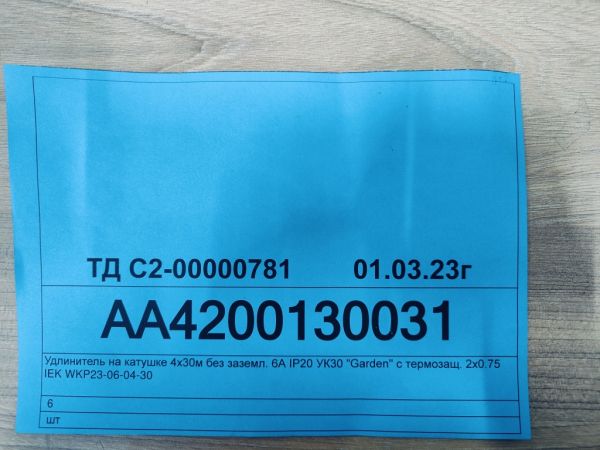 ТД С2-00000781 01.03.23г
АА4200130031
Удлинитель на катушке 4х30м без заземл. 6А IP20 УК30 "Garden" с термозащ. 2х0.75
IEK WKP23-06-04-30
6
шт